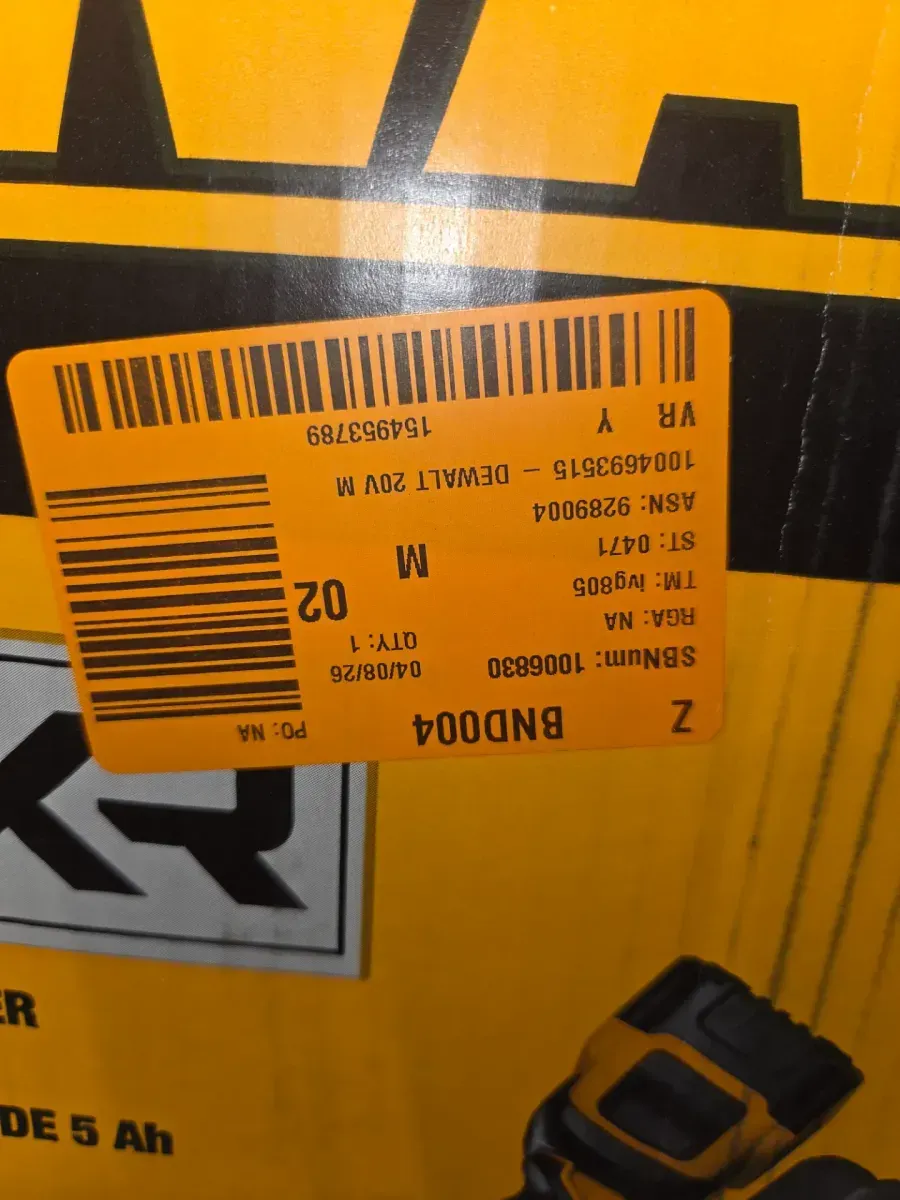 Z BND004 PO: NA
SBNum: 1006830 04/08/26
RGA: NA QTY: 1
TM: ivg805 02
ST: 0471 M
ASN: 9289004
1004693515 – DEWALT 20V M
VR Y 154953789
XR
ER
DE 5 Ah